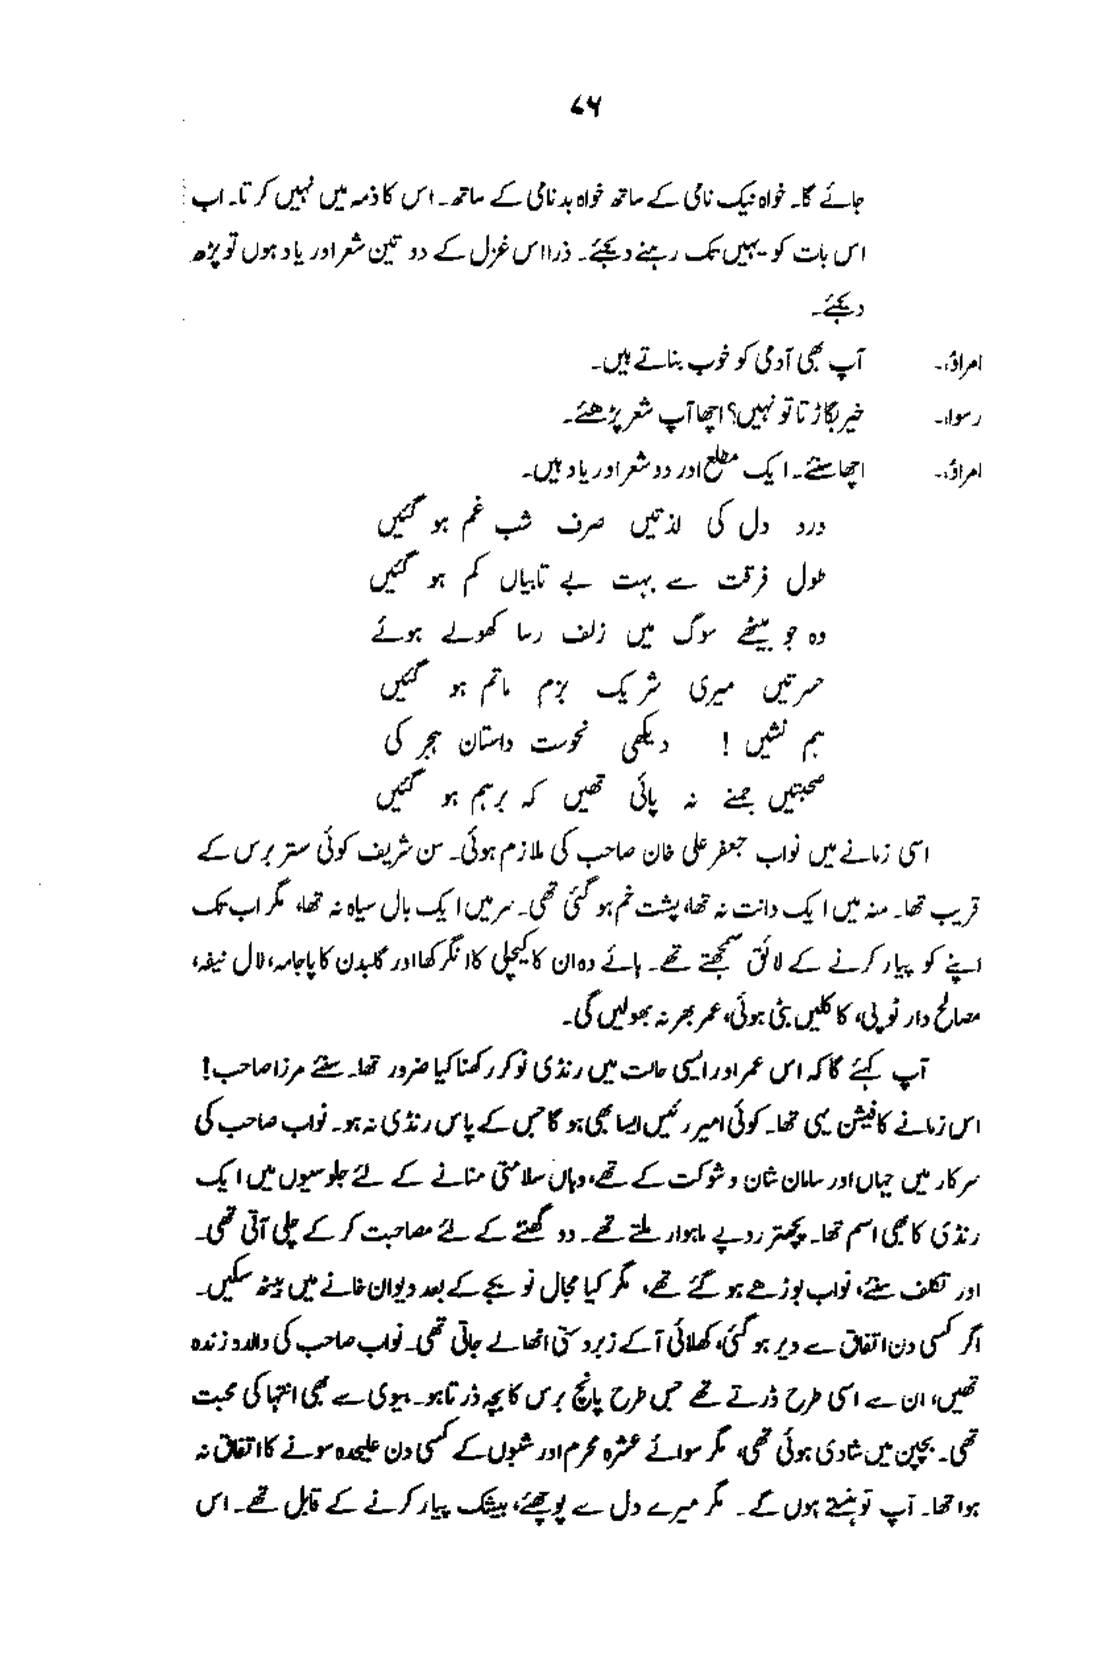 ۷۶
جائے گا۔ خواہ نیک نامی کے ساتھ خواہ بدنامی کے ساتھ۔ اس کا ذمہ میں نہیں کرتا۔ اب
اس بات کو یہیں تک رہنے دیجئے۔ ذرا اس غزل کے دو تین شعر اور یاد ہوں تو پڑھ
دیجئے۔
امراؤ:۔ آپ بھی آدمی کو خوب بناتے ہیں۔
رسوا:۔ خیر بگاڑتا تو نہیں؟ اچھا آپ شعر پڑھئے۔
امراؤ:۔ اچھا سنئے۔ ایک مطلع اور دو شعر اور یاد ہیں۔
درد دل کی لذتیں صرف شب غم ہو گئیں
طول فرقت سے بہت بے تابیاں کم ہو گئیں
وہ جو بیٹھے سوگ میں زلف رسا کھولے ہوئے
حسرتیں میری شریک بزم ماتم ہو گئیں
ہم نشیں ! دیکھی نحوست داستان ہجر کی
صحبتیں جمنے نہ پائی تھیں کہ برہم ہو گئیں
اسی زمانے میں نواب جعفر علی خان صاحب کی ملازم ہوئی۔ سن شریف کوئی ستر برس کے
قریب تھا۔ منہ میں ایک دانت نہ تھا، پشت خم ہو گئی تھی۔ سر میں ایک بال سیاہ نہ تھا، مگر اب تک
اپنے کو پیار کرنے کے لائق سمجھتے تھے۔ ہائے وہ ان کا کیچلی کا انگرکھا اور گلبدن کا پاجامہ، لال نیفہ،
مصالح دار ٹوپی، کاکلیں بٹی ہوئی، عمر بھر نہ بھولیں گی۔
آپ کہئے گا کہ اس عمر اور ایسی حالت میں رنڈی نوکر رکھنا کیا ضرور تھا۔ سنئے مرزا صاحب!
اس زمانے کا فیشن یہی تھا۔ کوئی امیر رئیس ایسا بھی ہو گا جس کے پاس رنڈی نہ ہو۔ نواب صاحب کی
سرکار میں جہاں اور سامان شان و شوکت کے تھے، وہاں سلامتی منانے کے لئے جلوسیوں میں ایک
رنڈی کا بھی اسم تھا۔ پچھتر روپے ماہوار ملتے تھے۔ دو گھنٹے کے لئے مصاحبت کر کے چلی آتی تھی۔
اور تکلف سنئے، نواب بوڑھے ہو گئے تھے، مگر کیا مجال نو بجے کے بعد دیوان خانے میں بیٹھ سکیں۔
اگر کسی دن اتفاق سے دیر ہو گئی، کھلائی آ کے زبردستی اٹھا لے جاتی تھی۔ نواب صاحب کی والدہ زندہ
تھیں، ان سے اسی طرح ڈرتے تھے جس طرح پانچ برس کا بچہ ڈرتا ہو۔ بیوی سے بھی انتہا کی محبت
تھی۔ بچپن میں شادی ہوئی تھی، مگر سوائے عشرہ محرم اور شبوں کے کسی دن علیحدہ سونے کا اتفاق نہ
ہوا تھا۔ آپ تو ہنستے ہوں گے۔ مگر میرے دل سے پوچھئے، بیشک پیار کرنے کے قابل تھے۔ اس